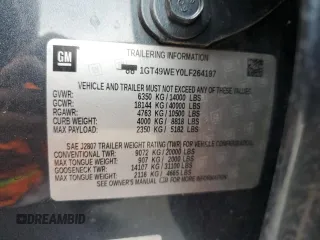 GM
TRAILERING INFORMATION
1GT49WEY0LF264197
VEHICLE AND TRAILER MUST NOT EXCEED ANY OF THESE
GVWR: 6350 KG / 14000 LBS
GCWR: 18144 KG / 40000 LBS
RGAWR: 4763 KG / 10500 LBS
CURB WEIGHT: 4000 KG / 8818 LBS
MAX PAYLOAD: 2350 KG / 5182 LBS
SAE J2807 TRAILER WEIGHT RATING (TWR) FOR VEHICLE CONFIGURATION
CONVENTIONAL TWR: 9072 KG / 20000 LBS
MAX TONGUE WEIGHT: 907 KG / 2000 LBS
GOOSENECK TWR: 14107 KG / 31100 LBS
MAX TONGUE WEIGHT: 2116 KG / 4665 LBS
SEE OWNER'S MANUAL FOR MORE INFORMATION
DREAMBID